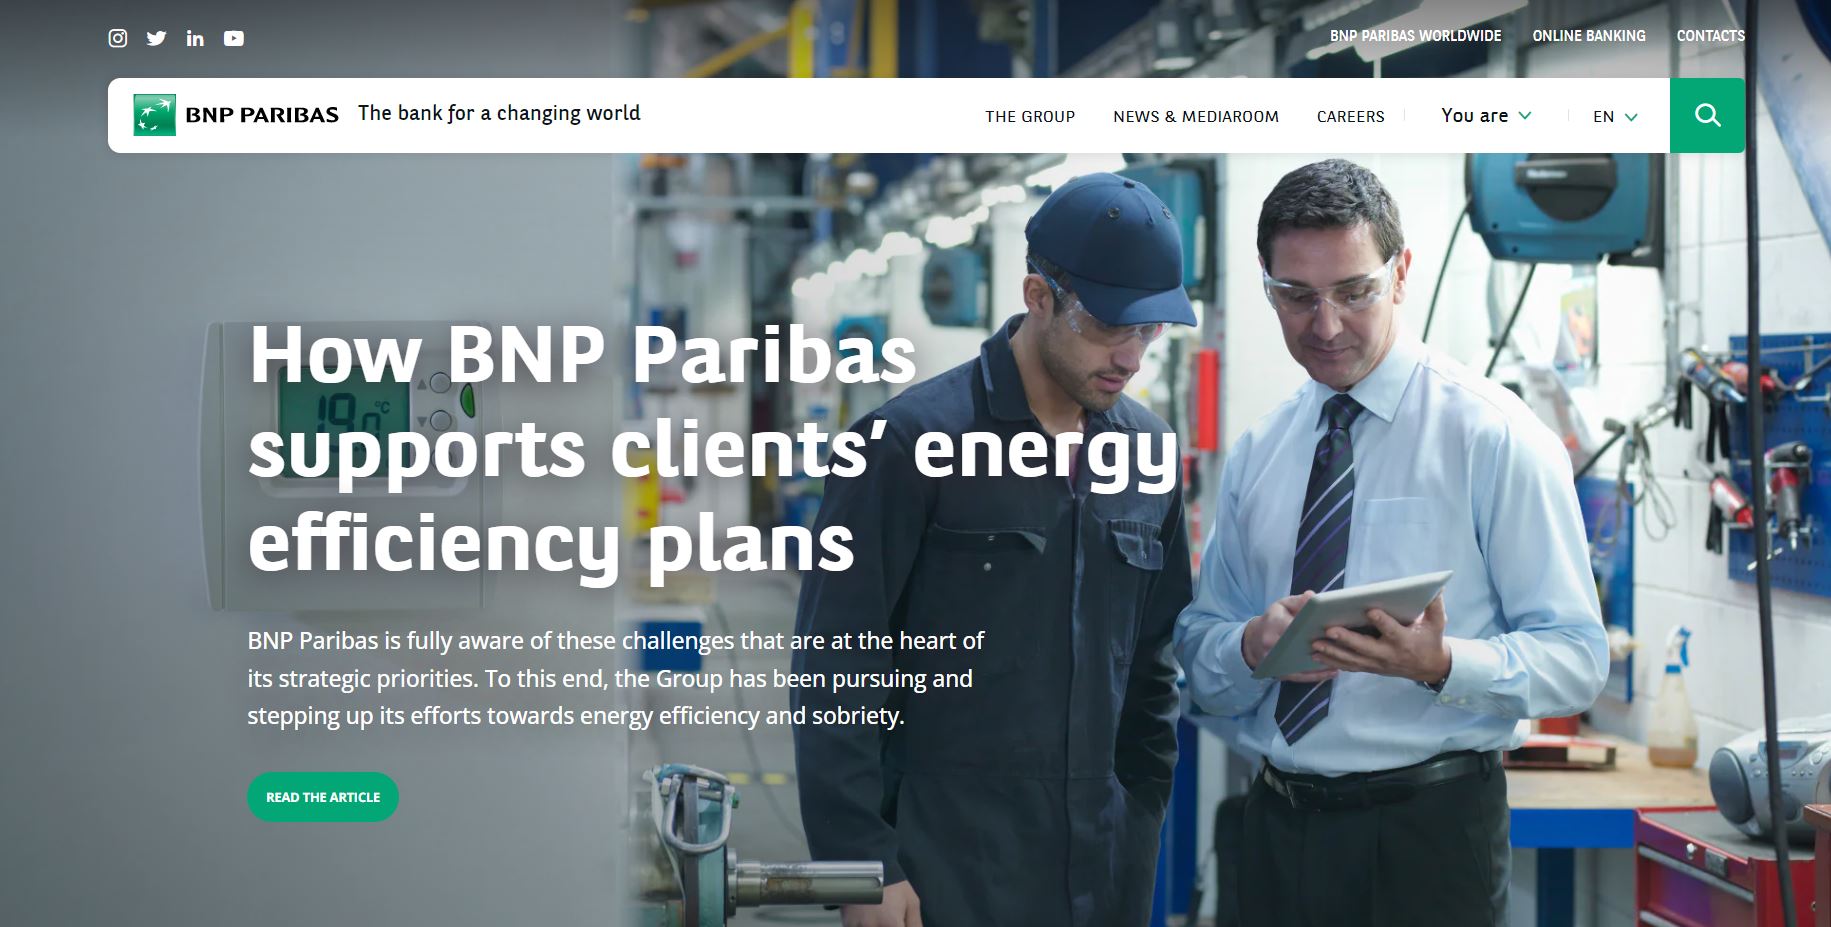 BNP PARIBAS WORLDWIDE ONLINE BANKING CONTACTS
BNP PARIBAS The bank for a changing world THE GROUP NEWS & MEDIAROOM CAREERS You are EN
How BNP Paribas
supports clients’ energy
efficiency plans
BNP Paribas is fully aware of these challenges that are at the heart of
its strategic priorities. To this end, the Group has been pursuing and
stepping up its efforts towards energy efficiency and sobriety.
READ THE ARTICLE